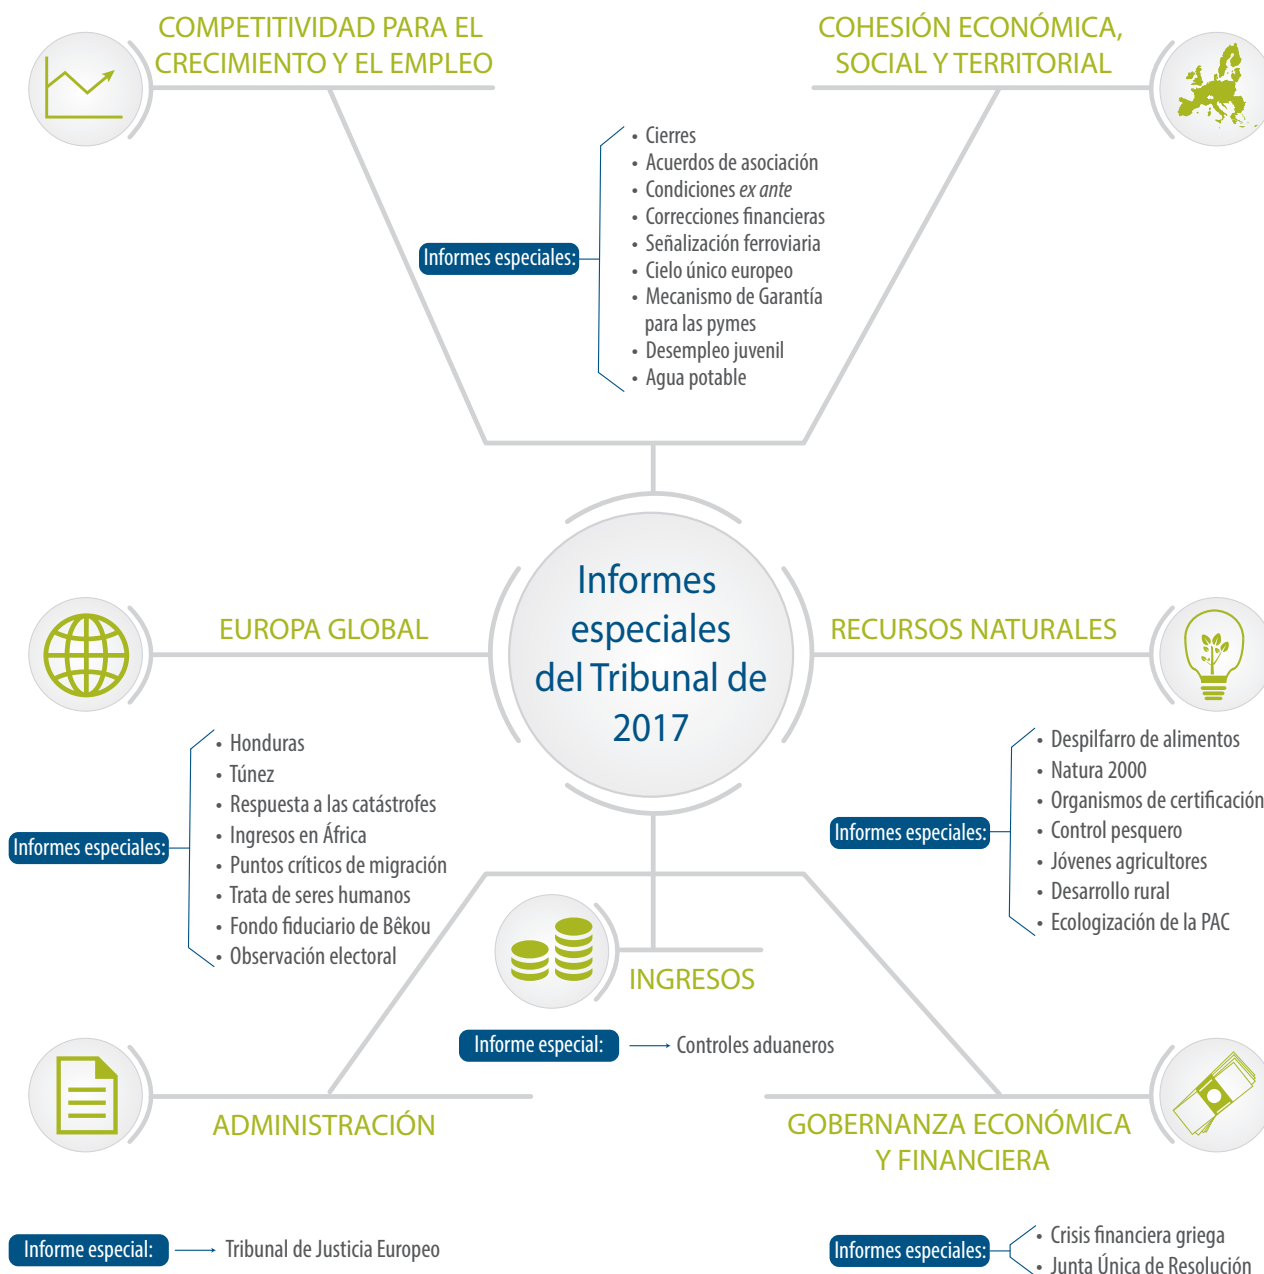 COMPETITIVIDAD PARA EL
CRECIMIENTO Y EL EMPLEO
COHESIÓN ECONÓMICA,
SOCIAL Y TERRITORIAL
Informes especiales:
• Cierres
• Acuerdos de asociación
• Condiciones ex ante
• Correcciones financieras
• Señalización ferroviaria
• Cielo único europeo
• Mecanismo de Garantía
para las pymes
• Desempleo juvenil
• Agua potable
Informes
especiales
del Tribunal de
2017
EUROPA GLOBAL
Informes especiales:
• Honduras
• Túnez
• Respuesta a las catástrofes
• Ingresos en África
• Puntos críticos de migración
• Trata de seres humanos
• Fondo fiduciario de Bêkou
• Observación electoral
RECURSOS NATURALES
Informes especiales:
• Despilfarro de alimentos
• Natura 2000
• Organismos de certificación
• Control pesquero
• Jóvenes agricultores
• Desarrollo rural
• Ecologización de la PAC
INGRESOS
Informe especial:
Controles aduaneros
ADMINISTRACIÓN
Informe especial:
Tribunal de Justicia Europeo
GOBERNANZA ECONÓMICA
Y FINANCIERA
Informes especiales:
• Crisis financiera griega
• Junta Única de Resolución